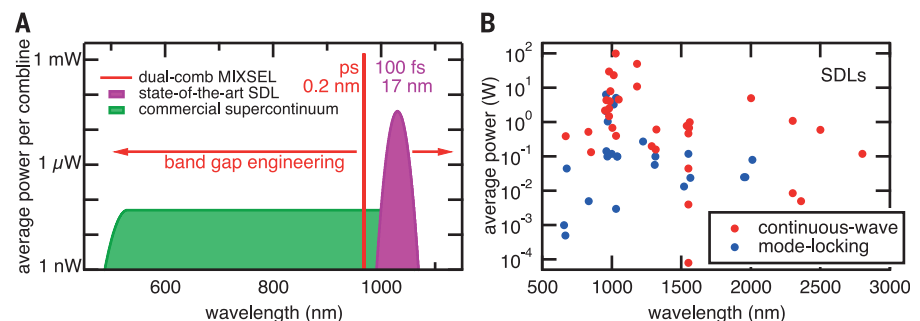 A
average power per combline
1 mW
1 µW
1 nW
dual-comb MIXSEL
state-of-the-art SDL
commercial supercontinuum
ps
0.2 nm
100 fs
17 nm
band gap engineering
600
800
1000
wavelength (nm)
B
average power (W)
10²
10¹
10⁰
10⁻¹
10⁻²
10⁻³
10⁻⁴
SDLs
continuous-wave
mode-locking
500
1000
1500
2000
2500
3000
wavelength (nm)